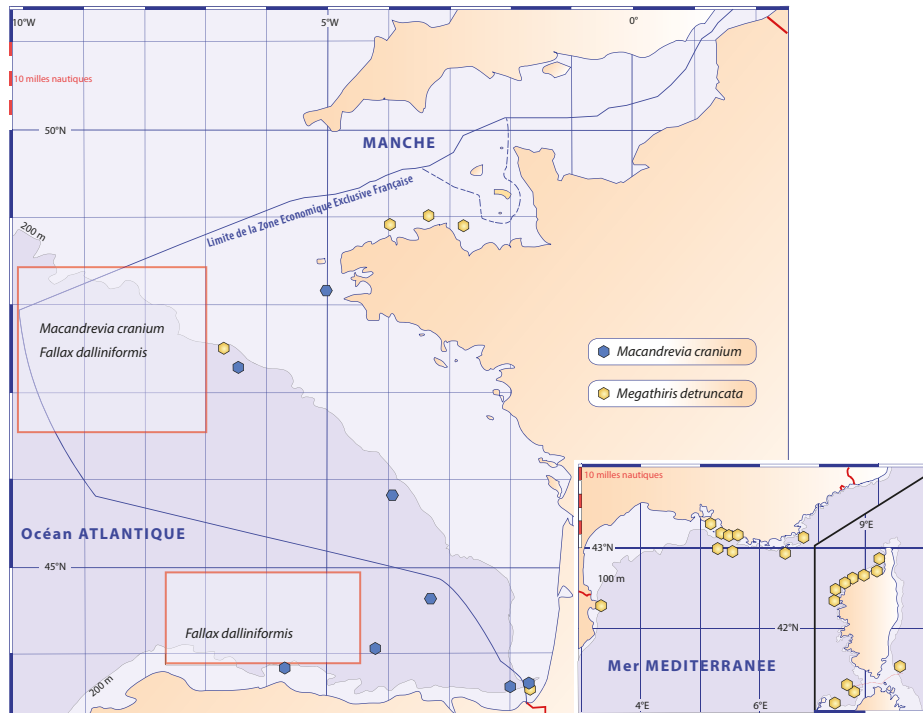 10°W
5°W
0°
10 milles nautiques
50°N
MANCHE
Limite de la Zone Economique Exclusive Française
200 m
Macandrevia cranium
Fallax dalliniformis
Macandrevia cranium
Megathiris detruncata
Océan ATLANTIQUE
45°N
Fallax dalliniformis
200 m
10 milles nautiques
9°E
43°N
100 m
42°N
Mer MEDITERRANEE
4°E
6°E